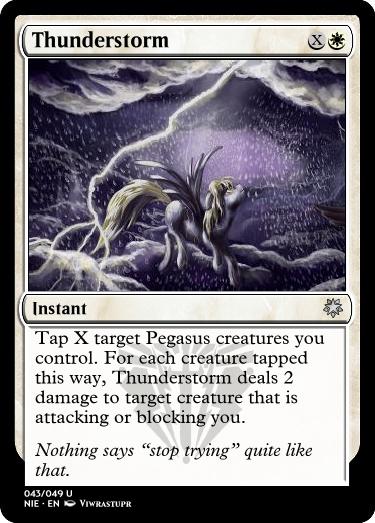 Thunderstorm X
Instant
Tap X target Pegasus creatures you
control. For each creature tapped
this way, Thunderstorm deals 2
damage to target creature that is
attacking or blocking you.
Nothing says “stop trying” quite like
that.
043/049 U
NIE · EN VIWRASTUPR